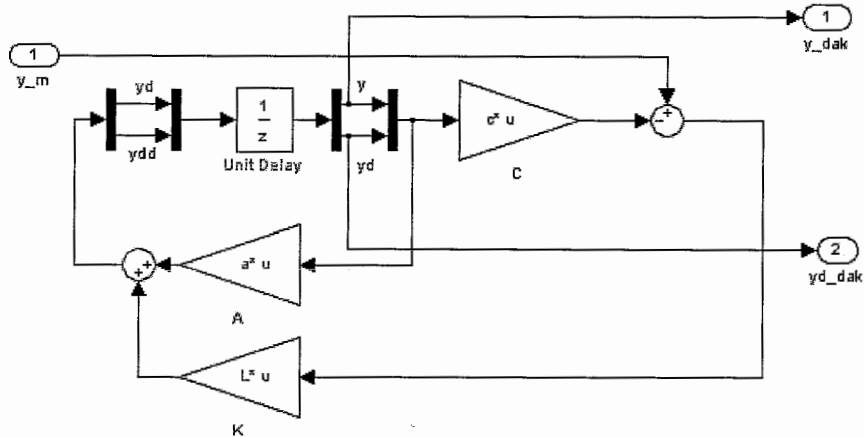 1
y_dak
1
y_m
yd
ydd
1
z
Unit Delay
y
yd
c* u
C
+
-
2
yd_dak
a* u
A
+
+
L* u
K